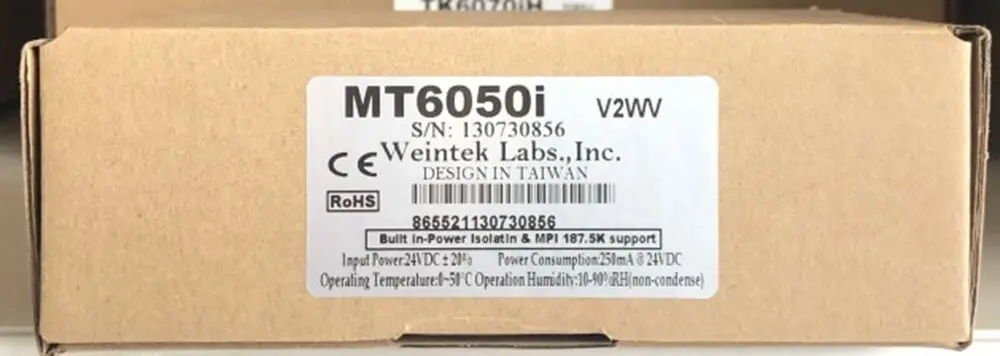 TK6070iH
MT6050i V2WV
S/N: 130730856
CE Weintek Labs.,Inc.
DESIGN IN TAIWAN
RoHS
865521130730856
Built in-Power Isolatin & MPI 187.5K support
Input Power:24VDC ± 20% Power Consumption:250mA @ 24VDC
Operating Temperature:0~50°C Operation Humidity:10-90%RH(non-condense)